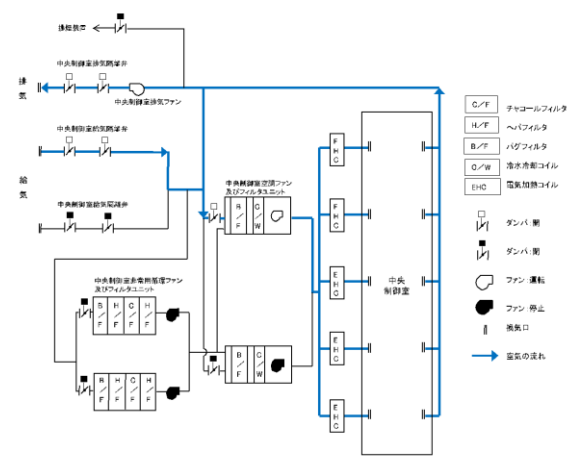 排煙装置
中央制御室排気隔離弁
排
気
中央制御室排気ファン
中央制御室給気隔離弁
給
気
中央制御室給気隔離弁
中央制御室空調ファン
及びフィルタユニット
B/F
C/W
中央制御室非常用循環ファン
及びフィルタユニット
B/F
H/F
C/F
H/F
B/F
H/F
C/F
H/F
B/F
C/W
EHC
EHC
EHC
EHC
EHC
中央
制御室
C/F
チャコールフィルタ
H/F
ヘパフィルタ
B/F
バグフィルタ
C/W
冷水冷却コイル
EHC
電気加熱コイル
ダンパ:開
ダンパ:閉
ファン:運転
ファン:停止
換気口
空気の流れ